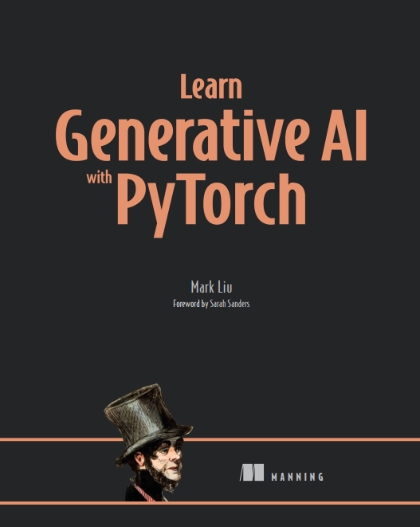 Learn
Generative AI
with PyTorch
Mark Liu
Foreword by Sarah Sanders
MANNING